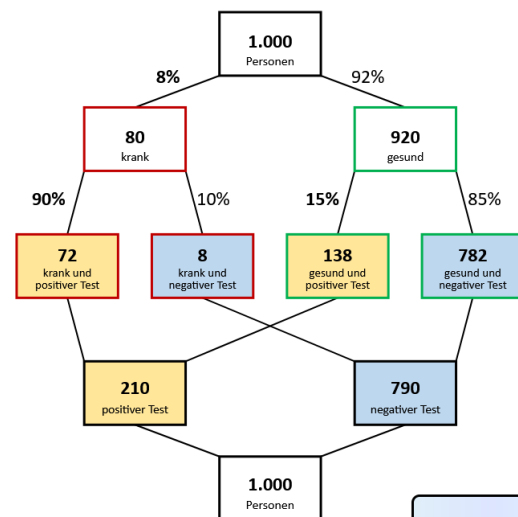 1.000
Personen
8%
92%
80
krank
920
gesund
90%
10%
15%
85%
72
krank und
positiver Test
8
krank und
negativer Test
138
gesund und
positiver Test
782
gesund und
negativer Test
210
positiver Test
790
negativer Test
1.000
Personen